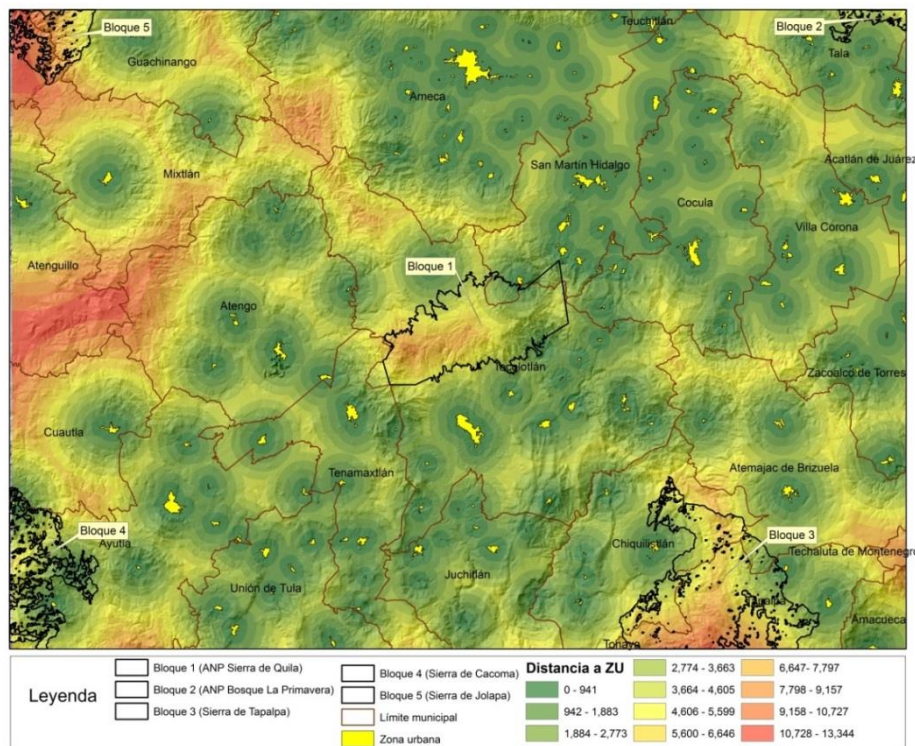 Bloque 5
Guachinango
Teuchitlán
Bloque 2
Tala
Ameca
Mixtlán
San Martín Hidalgo
Acatlán de Juárez
Cocula
Villa Corona
Atenguillo
Bloque 1
Atengo
Tecolotlán
Zacoalco de Torres
Cuautla
Tenamaxtlán
Atemajac de Brizuela
Bloque 4
Ayutla
Chiquilistlán
Bloque 3
Techaluta de Montenegro
Unión de Tula
Juchitlán
Tapalpa
Amacueca
Tonaya
Leyenda
Bloque 1 (ANP Sierra de Quila)
Bloque 2 (ANP Bosque La Primavera)
Bloque 3 (Sierra de Tapalpa)
Bloque 4 (Sierra de Cacoma)
Bloque 5 (Sierra de Jolapa)
Límite municipal
Zona urbana
Distancia a ZU
0 - 941
942 - 1,883
1,884 - 2,773
2,774 - 3,663
3,664 - 4,605
4,606 - 5,599
5,600 - 6,646
6,647- 7,797
7,798 - 9,157
9,158 - 10,727
10,728 - 13,344